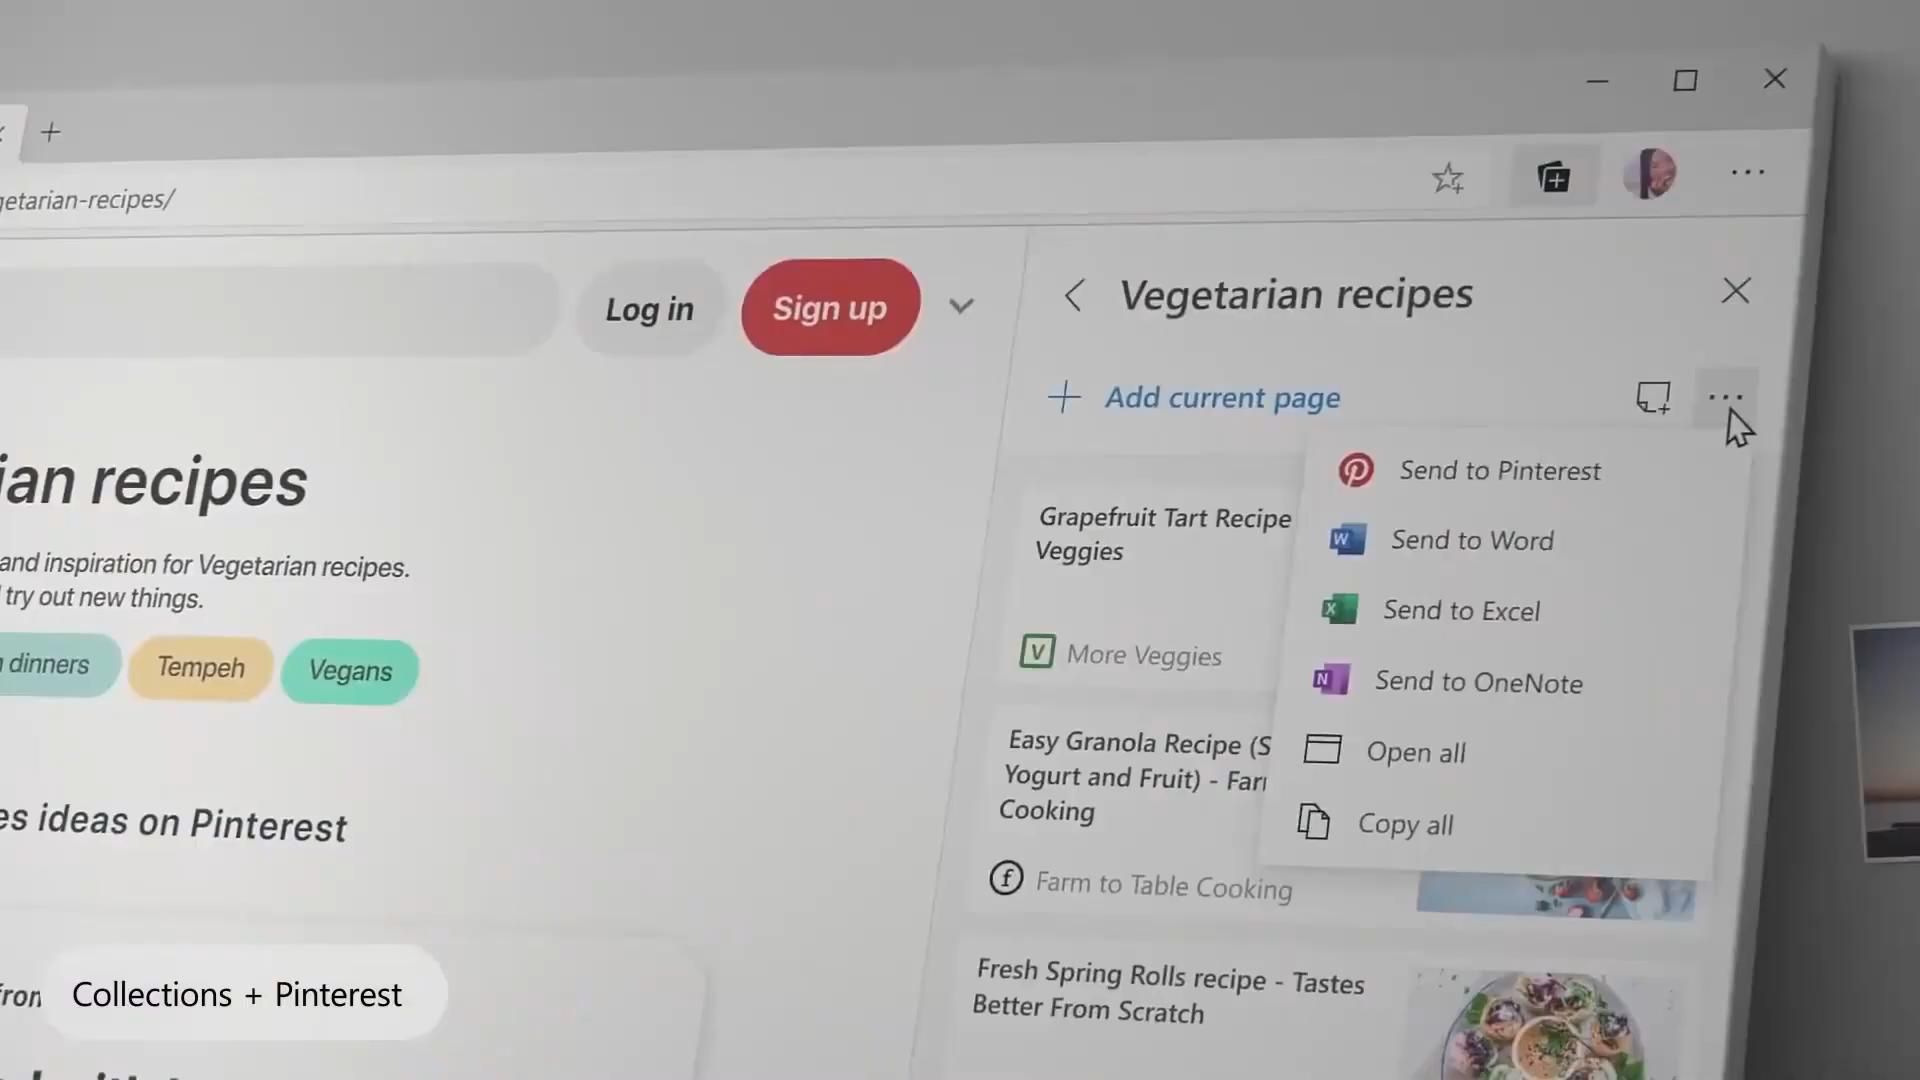 getarian-recipes/
Log in
Sign up
ian recipes
and inspiration for Vegetarian recipes.
try out new things.
dinners
Tempeh
Vegans
es ideas on Pinterest
Collections + Pinterest
Vegetarian recipes
Add current page
Send to Pinterest
Send to Word
Send to Excel
Send to OneNote
Open all
Copy all
Grapefruit Tart Recipe
Veggies
V More Veggies
Easy Granola Recipe (S
Yogurt and Fruit) - Far
Cooking
f Farm to Table Cooking
Fresh Spring Rolls recipe - Tastes
Better From Scratch